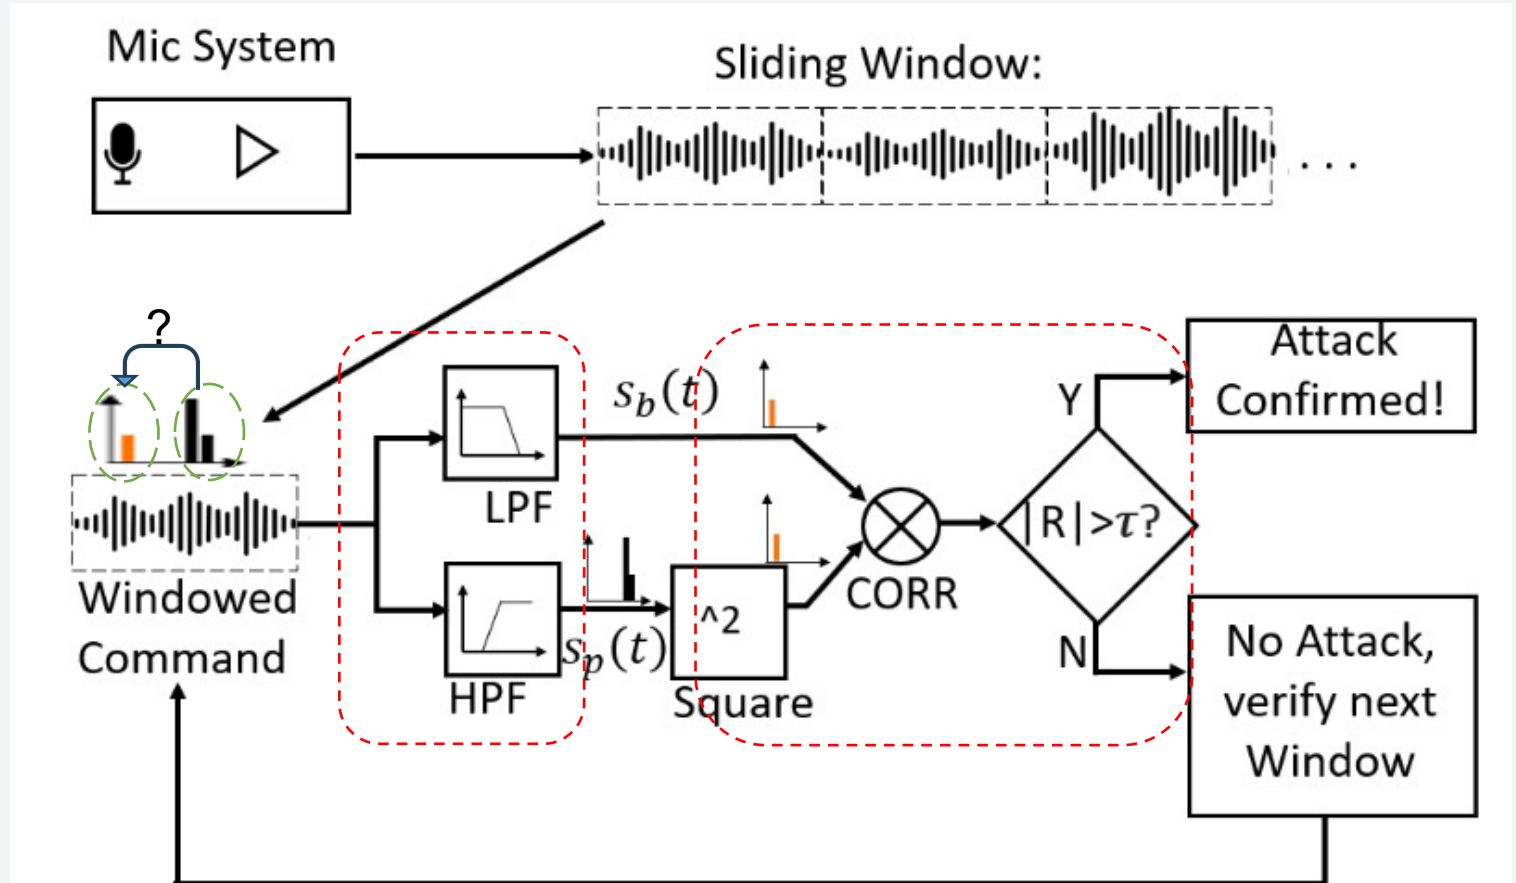 Mic System
Sliding Window:
. . .
?
s_b(t)
LPF
s_p(t)
HPF
^2
Square
CORR
|R|>τ?
Y
N
Attack
Confirmed!
No Attack,
verify next
Window
Windowed
Command